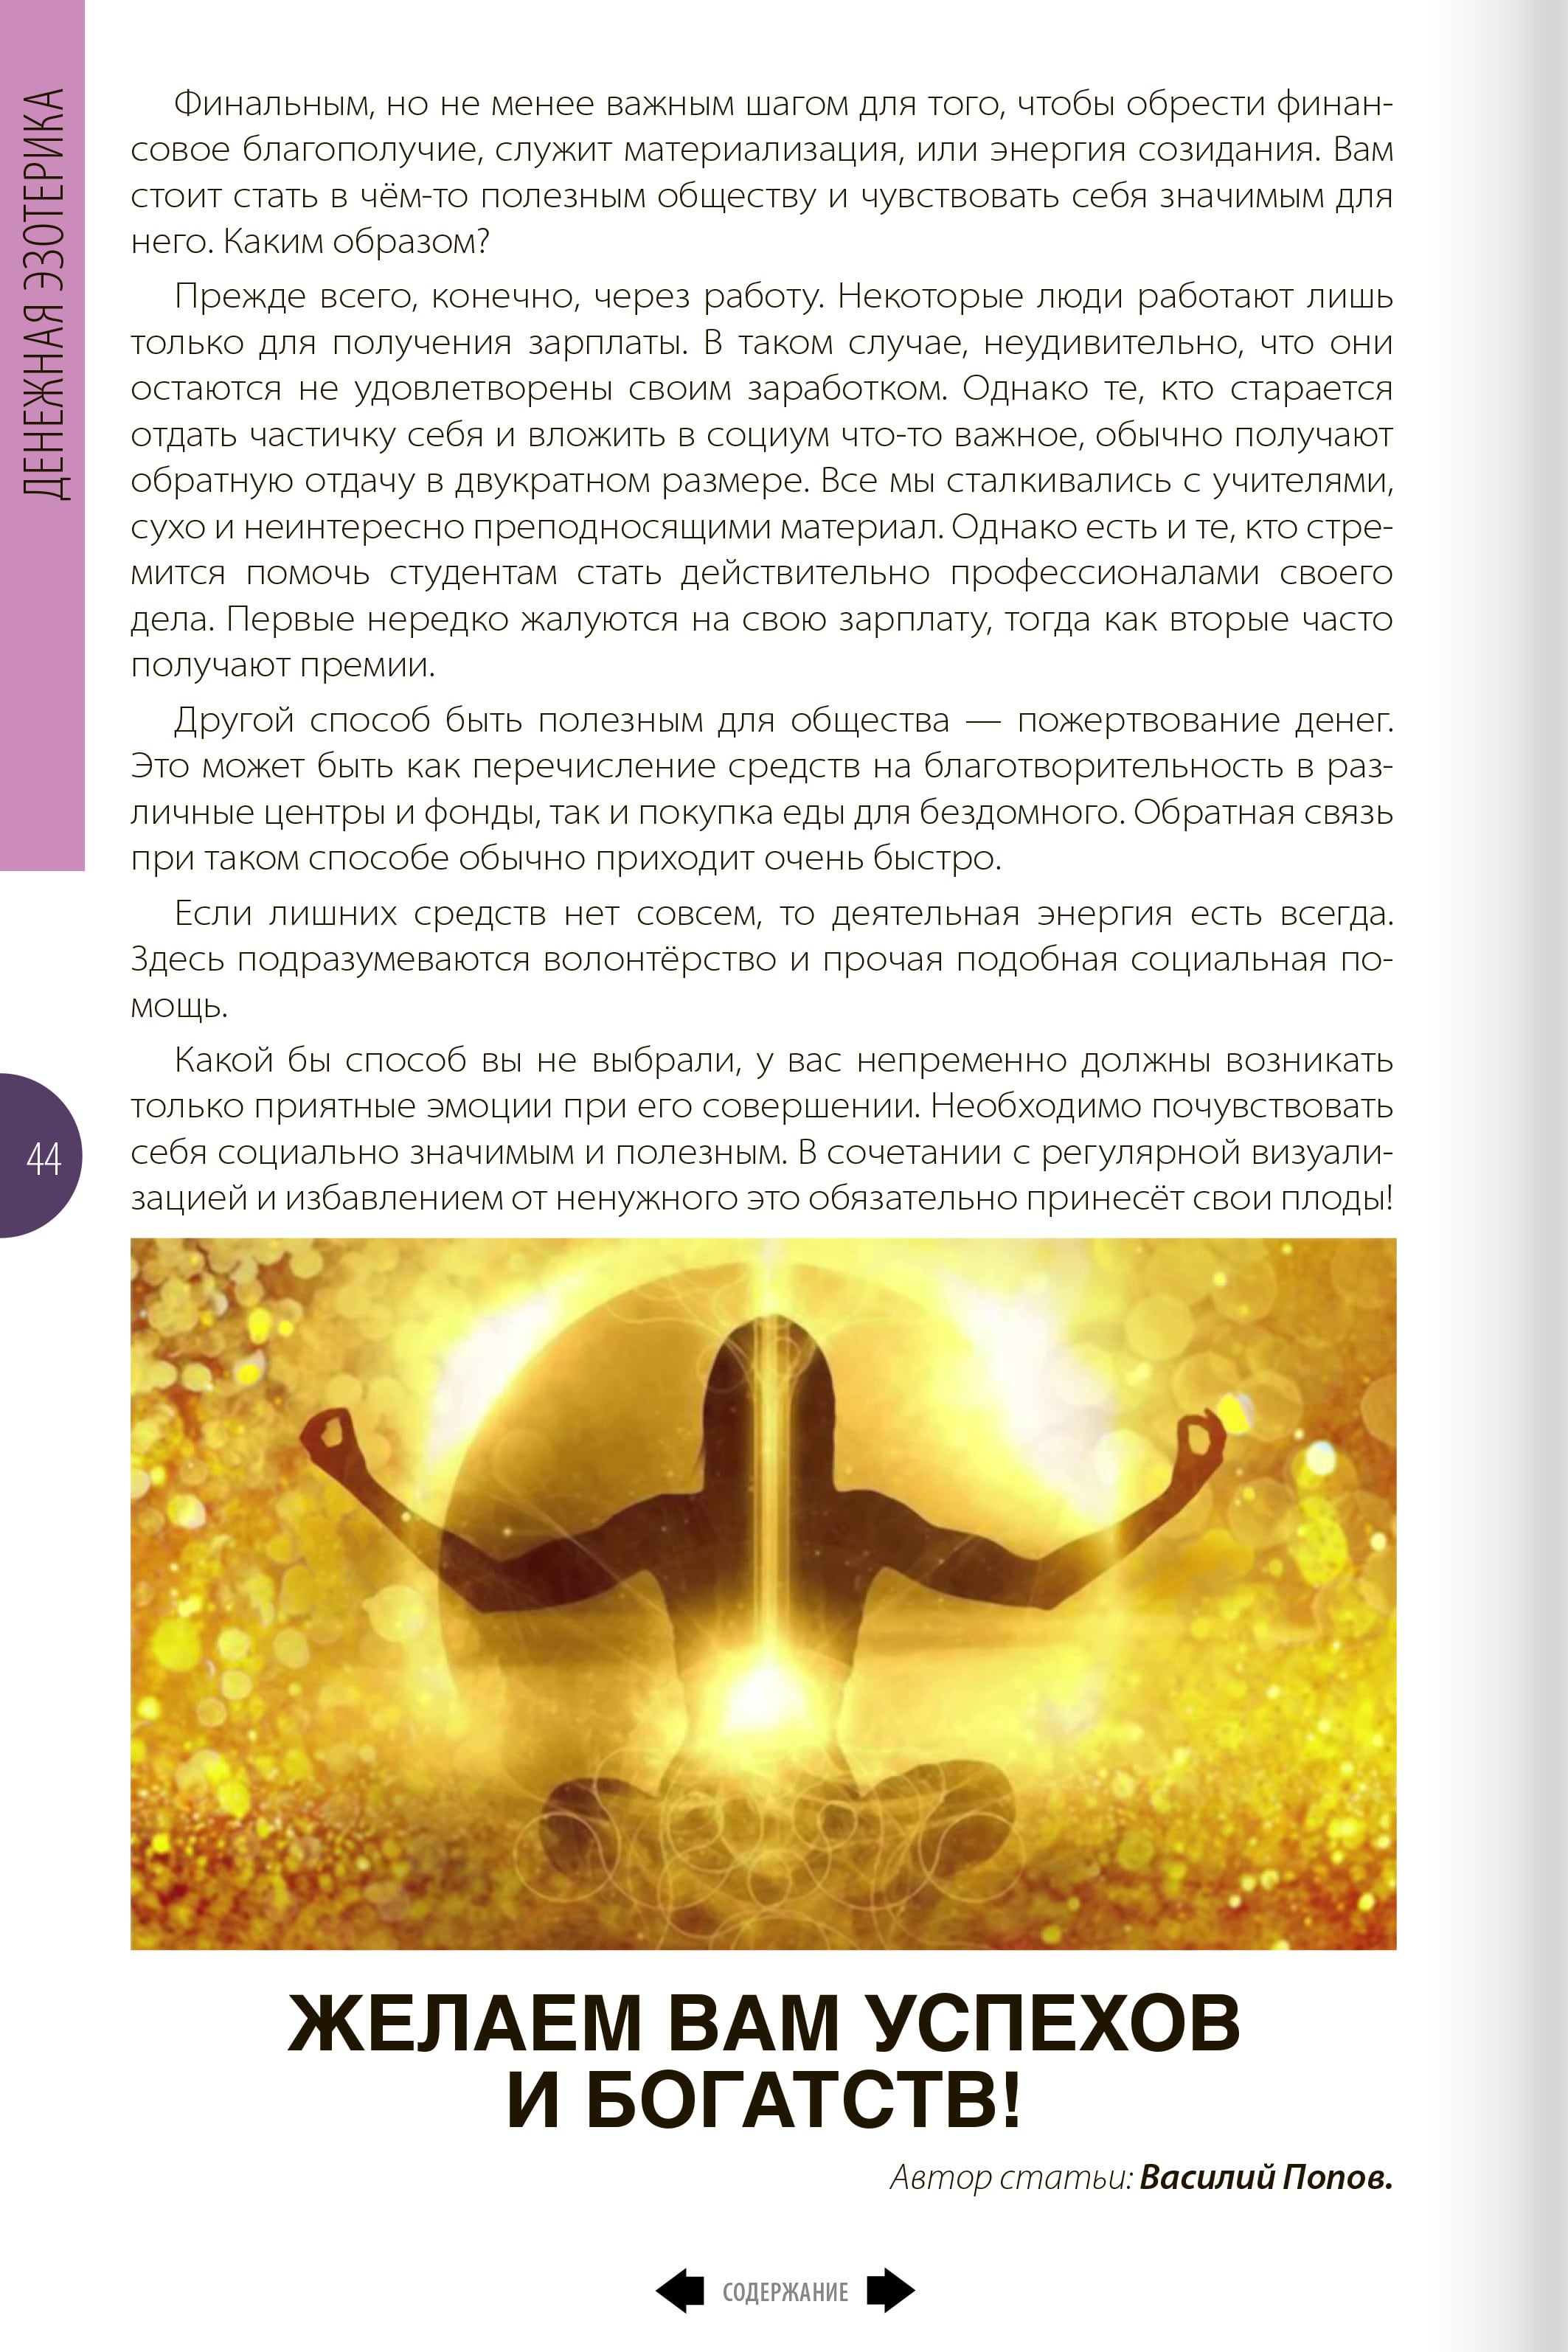 ДЕНЕЖНАЯ ЭЗОТЕРИКА
Финальным, но не менее важным шагом для того, чтобы обрести финан-
совое благополучие, служит материализация, или энергия созидания. Вам
стоит стать в чём-то полезным обществу и чувствовать себя значимым для
него. Каким образом?
Прежде всего, конечно, через работу. Некоторые люди работают лишь
только для получения зарплаты. В таком случае, неудивительно, что они
остаются не удовлетворены своим заработком. Однако те, кто старается
отдать частичку себя и вложить в социум что-то важное, обычно получают
обратную отдачу в двукратном размере. Все мы сталкивались с учителями,
сухо и неинтересно преподносящими материал. Однако есть и те, кто стре-
мится помочь студентам стать действительно профессионалами своего
дела. Первые нередко жалуются на свою зарплату, тогда как вторые часто
получают премии.
Другой способ быть полезным для общества — пожертвование денег.
Это может быть как перечисление средств на благотворительность в раз-
личные центры и фонды, так и покупка еды для бездомного. Обратная связь
при таком способе обычно приходит очень быстро.
Если лишних средств нет совсем, то деятельная энергия есть всегда.
Здесь подразумеваются волонтёрство и прочая подобная социальная по-
мощь.
Какой бы способ вы не выбрали, у вас непременно должны возникать
только приятные эмоции при его совершении. Необходимо почувствовать
себя социально значимым и полезным. В сочетании с регулярной визуали-
зацией и избавлением от ненужного это обязательно принесёт свои плоды!
44
ЖЕЛАЕМ ВАМ УСПЕХОВ
И БОГАТСТВ!
Автор статьи: Василий Попов.
СОДЕРЖАНИЕ